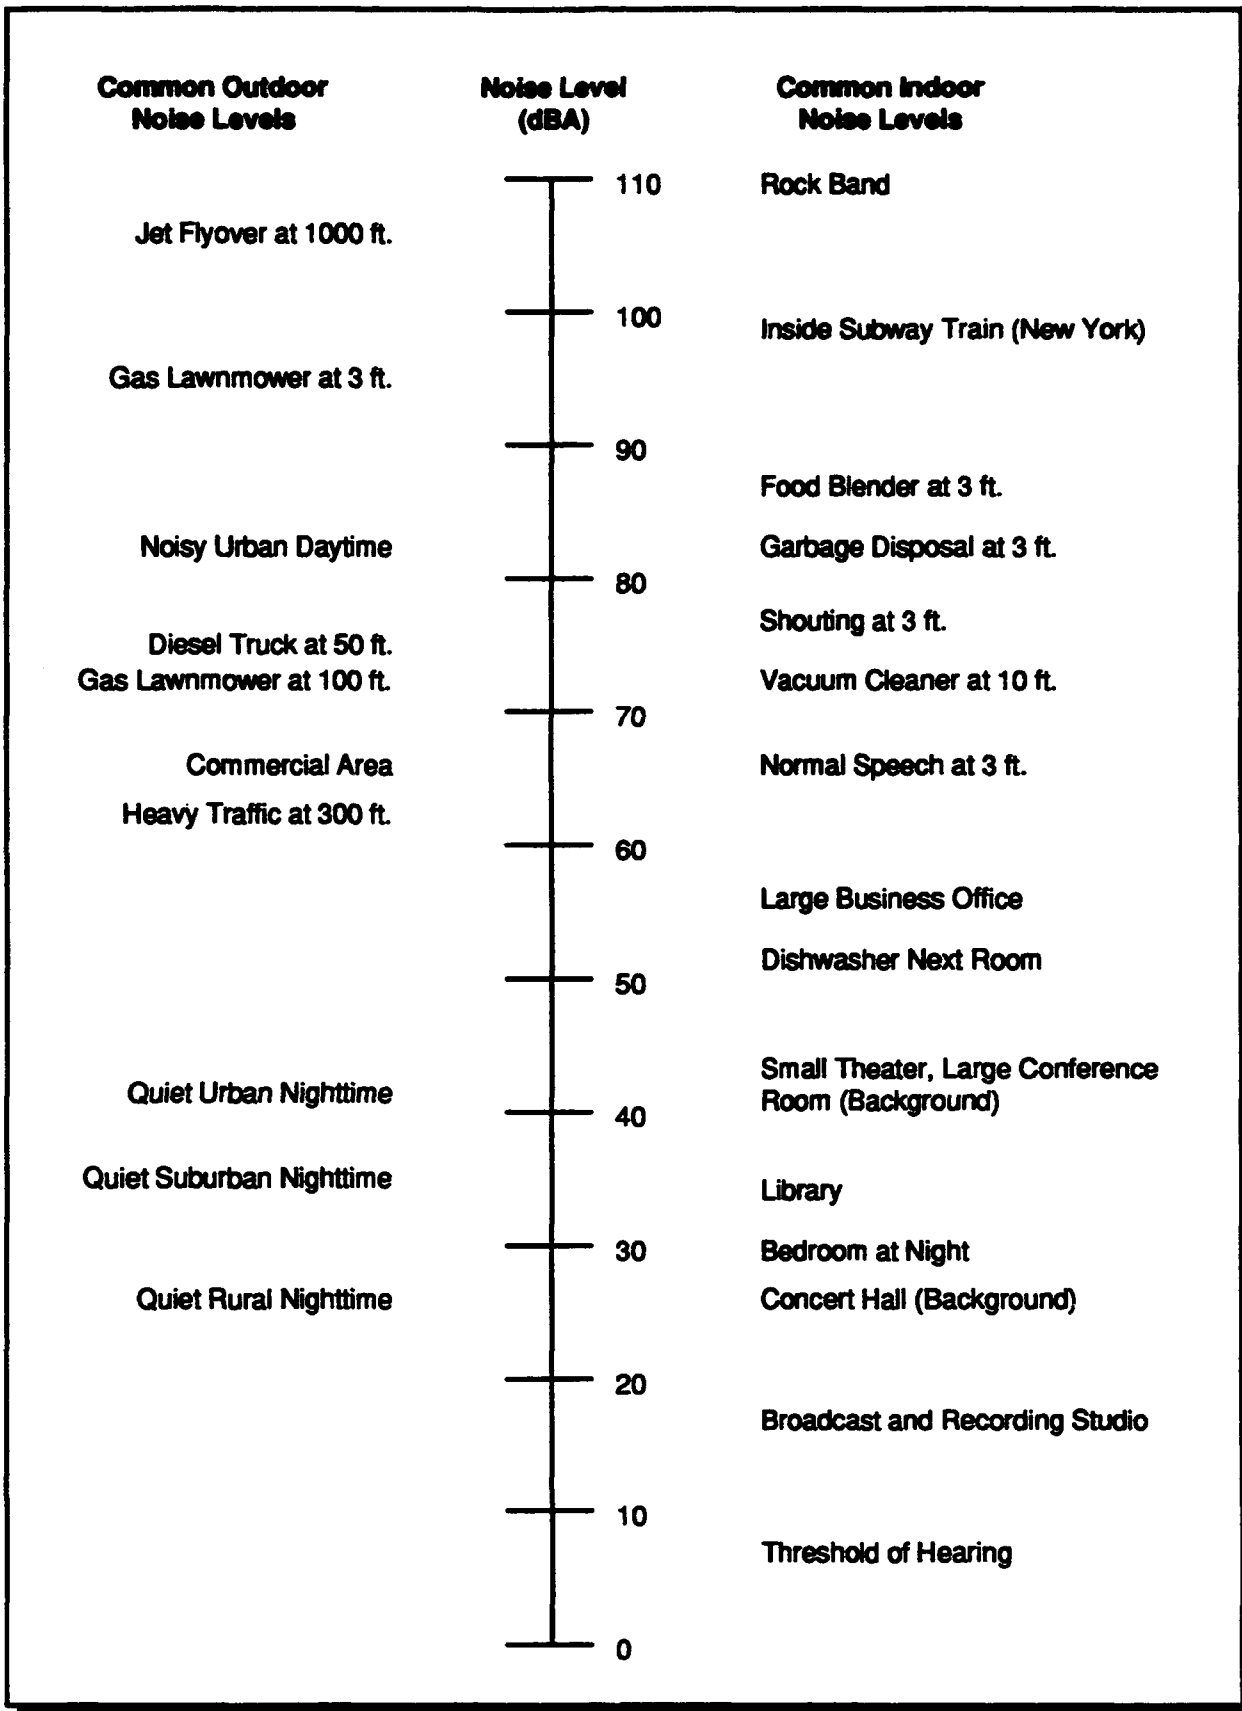 Common Outdoor
Noise Levels
Noise Level
(dBA)
Common Indoor
Noise Levels
110 Rock Band
Jet Flyover at 1000 ft.
100
Inside Subway Train (New York)
Gas Lawnmower at 3 ft.
90
Food Blender at 3 ft.
Noisy Urban Daytime Garbage Disposal at 3 ft.
80
Shouting at 3 ft.
Diesel Truck at 50 ft.
Gas Lawnmower at 100 ft. Vacuum Cleaner at 10 ft.
70
Commercial Area Normal Speech at 3 ft.
Heavy Traffic at 300 ft.
60
Large Business Office
Dishwasher Next Room
50
Small Theater, Large Conference
Quiet Urban Nighttime Room (Background)
40
Quiet Suburban Nighttime
Library
30 Bedroom at Night
Quiet Rural Nighttime Concert Hall (Background)
20
Broadcast and Recording Studio
10
Threshold of Hearing
0